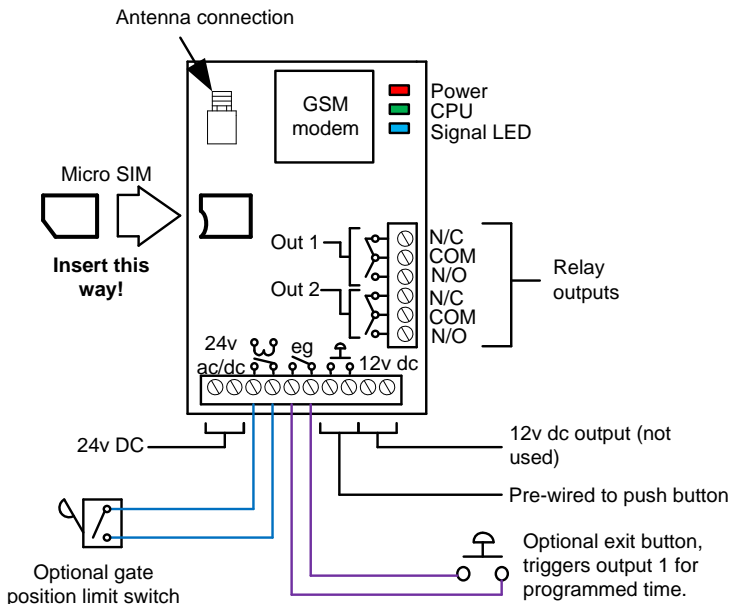 Antenna connection
GSM
modem
Power
CPU
Signal LED
Micro SIM
Insert this
way!
Out 1
N/C
COM
N/O
Out 2
N/C
COM
N/O
Relay
outputs
24v
ac/dc
eg
12v dc
24v DC
12v dc output (not
used)
Pre-wired to push button
Optional exit button,
triggers output 1 for
programmed time.
Optional gate
position limit switch